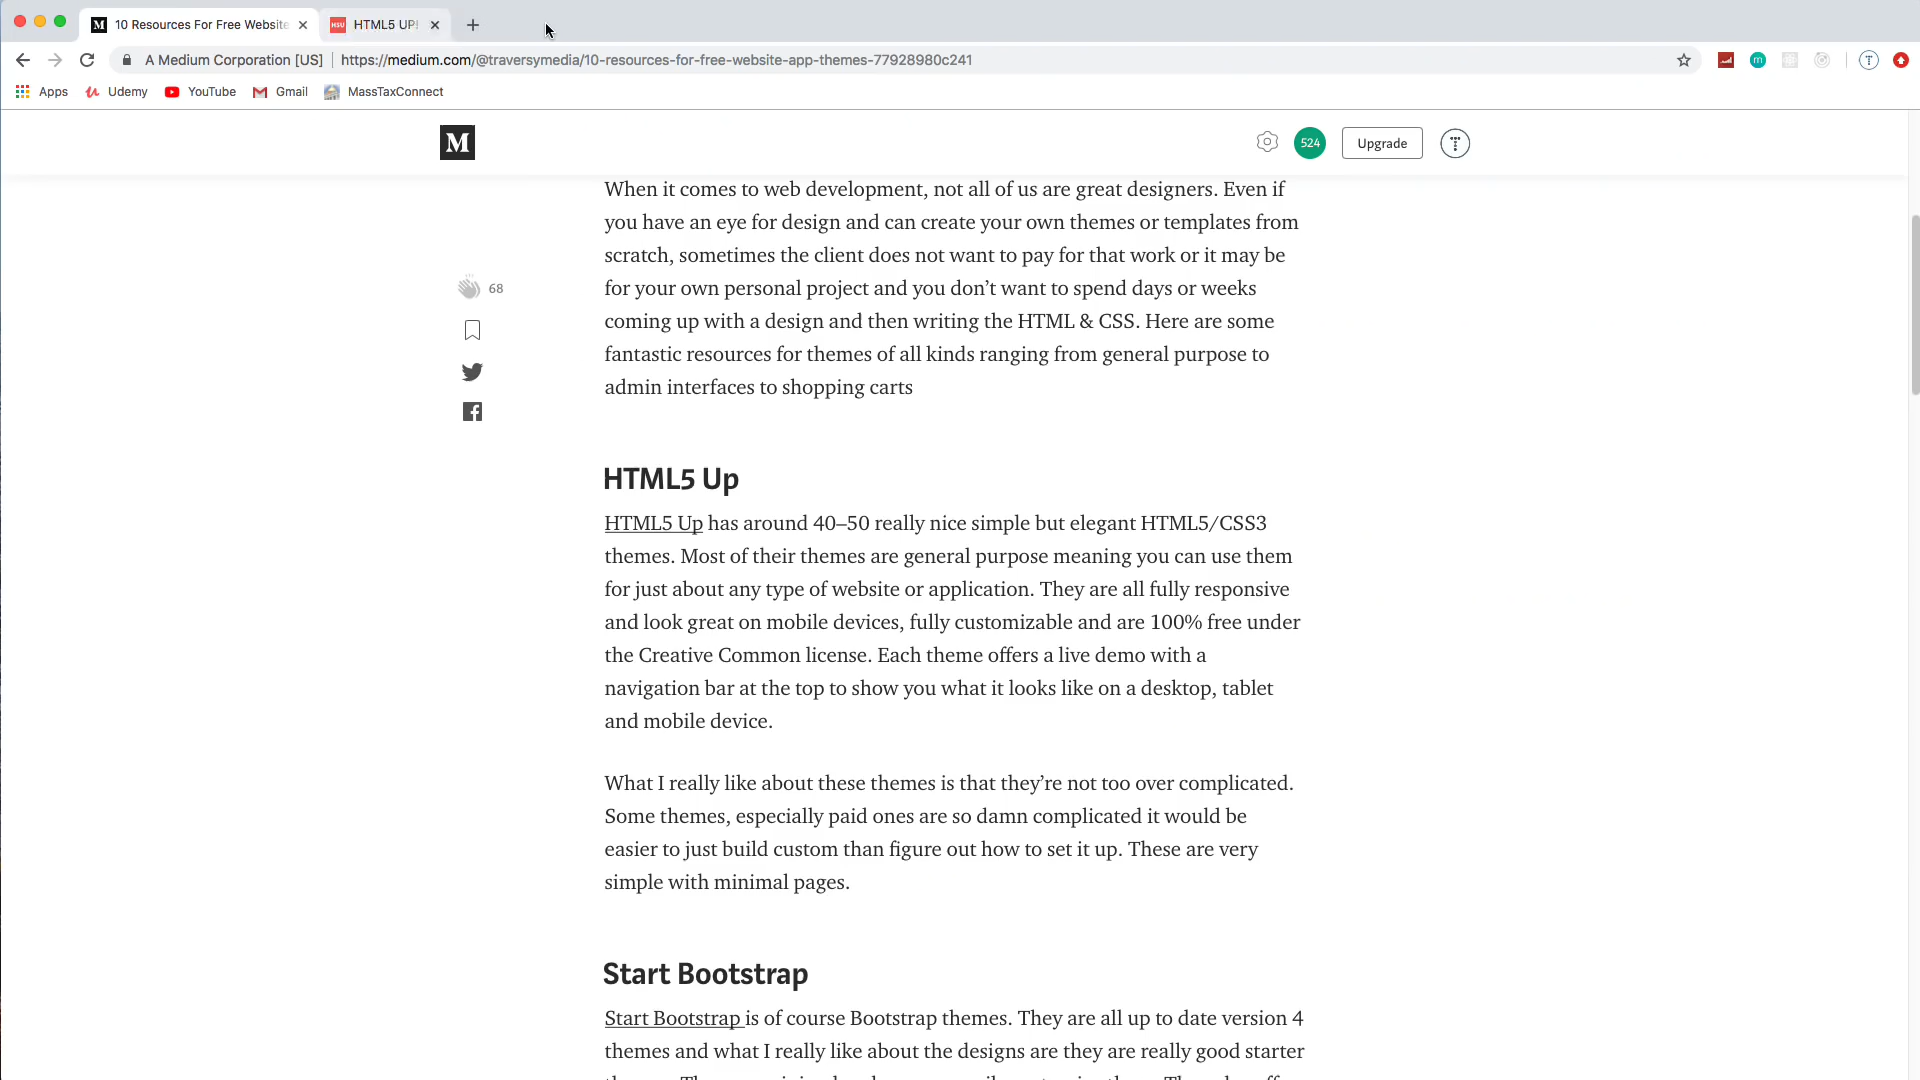 M 10 Resources For Free Website
H5U HTML5 UP!
A Medium Corporation [US] https://medium.com/@traversymedia/10-resources-for-free-website-app-themes-77928980c241
m T
Apps Udemy YouTube Gmail MassTaxConnect
M 524 Upgrade
When it comes to web development, not all of us are great designers. Even if
you have an eye for design and can create your own themes or templates from
scratch, sometimes the client does not want to pay for that work or it may be
for your own personal project and you don’t want to spend days or weeks
coming up with a design and then writing the HTML & CSS. Here are some
fantastic resources for themes of all kinds ranging from general purpose to
admin interfaces to shopping carts
68
HTML5 Up
HTML5 Up has around 40–50 really nice simple but elegant HTML5/CSS3
themes. Most of their themes are general purpose meaning you can use them
for just about any type of website or application. They are all fully responsive
and look great on mobile devices, fully customizable and are 100% free under
the Creative Common license. Each theme offers a live demo with a
navigation bar at the top to show you what it looks like on a desktop, tablet
and mobile device.
What I really like about these themes is that they’re not too over complicated.
Some themes, especially paid ones are so damn complicated it would be
easier to just build custom than figure out how to set it up. These are very
simple with minimal pages.
Start Bootstrap
Start Bootstrap is of course Bootstrap themes. They are all up to date version 4
themes and what I really like about the designs are they are really good starter